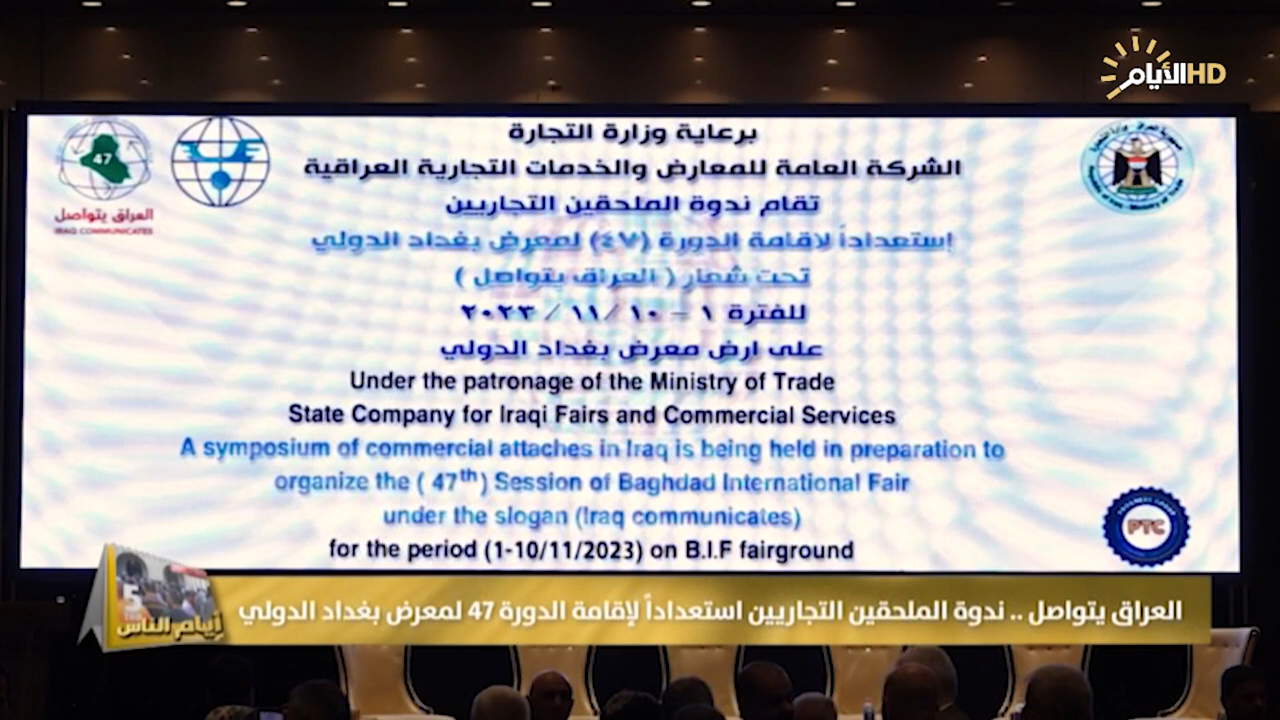 الأيام HD
برعاية وزارة التجارة
الشركة العامة للمعارض والخدمات التجارية العراقية
تقام ندوة الملحقين التجاريين
إستعداداً لاقامة الدورة (٤٧) لمعرض بغداد الدولي
تحت شعار ( العراق يتواصل )
للفترة ١ - ١٠ / ١١ / ٢٠٢٣
على ارض معرض بغداد الدولي
Under the patronage of the Ministry of Trade
State Company for Iraqi Fairs and Commercial Services
A symposium of commercial attaches in Iraq is being held in preparation to
organize the ( 47th) Session of Baghdad International Fair
under the slogan (Iraq communicates)
for the period (1-10/11/2023) on B.I.F fairground
47
العراق يتواصل
IRAQ COMMUNICATES
PTC
العراق يتواصل .. ندوة الملحقين التجاريين استعداداً لإقامة الدورة 47 لمعرض بغداد الدولي
5
أيام الناس